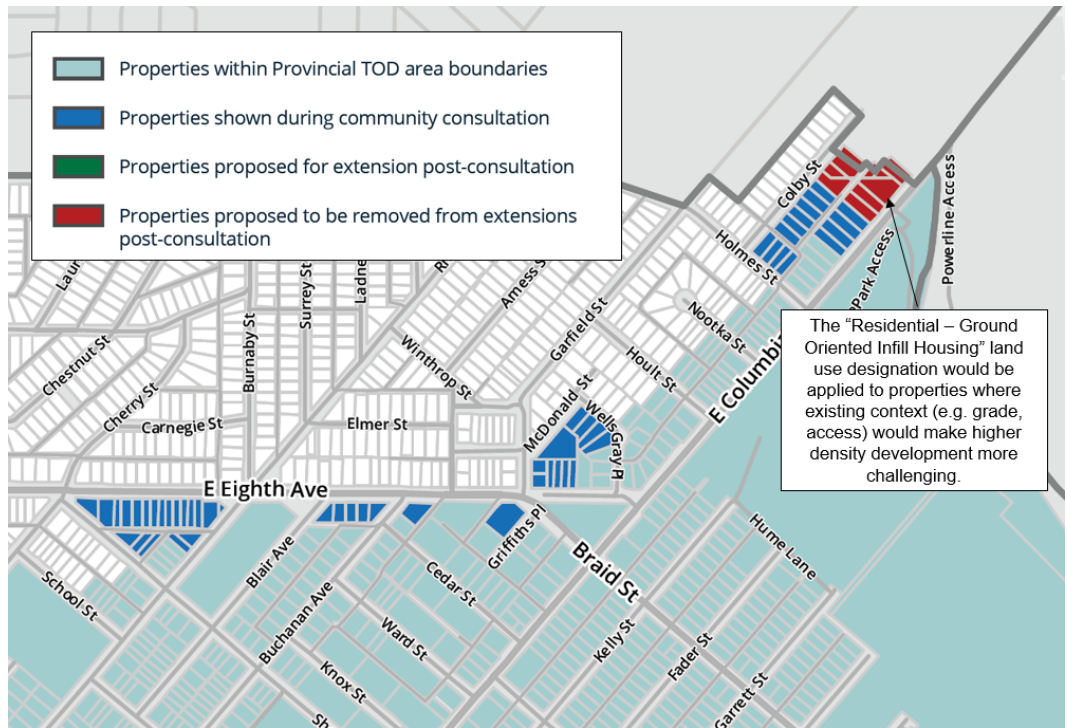 Properties within Provincial TOD area boundaries
Properties shown during community consultation
Properties proposed for extension post-consultation
Properties proposed to be removed from extensions
post-consultation
Colby St
Powerline Access
Holmes St
Park Access
Nootka St
E Columbia
Hoult St
Garfield St
Amess S
Winthrop St
McDonald St
Wells Gray Pl
Surrey St
Ladne
Ri
Laur
Burnaby St
Chestnut St
Cherry St
Carnegie St
Elmer St
E Eighth Ave
The “Residential – Ground
Oriented Infill Housing” land
use designation would be
applied to properties where
existing context (e.g. grade,
access) would make higher
density development more
challenging.
Griffiths Pl
Braid St
Hume Lane
School St
Blair Ave
Buchanan Ave
Cedar St
Ward St
Knox St
Sh
Kelly St
Fader St
Garrett St